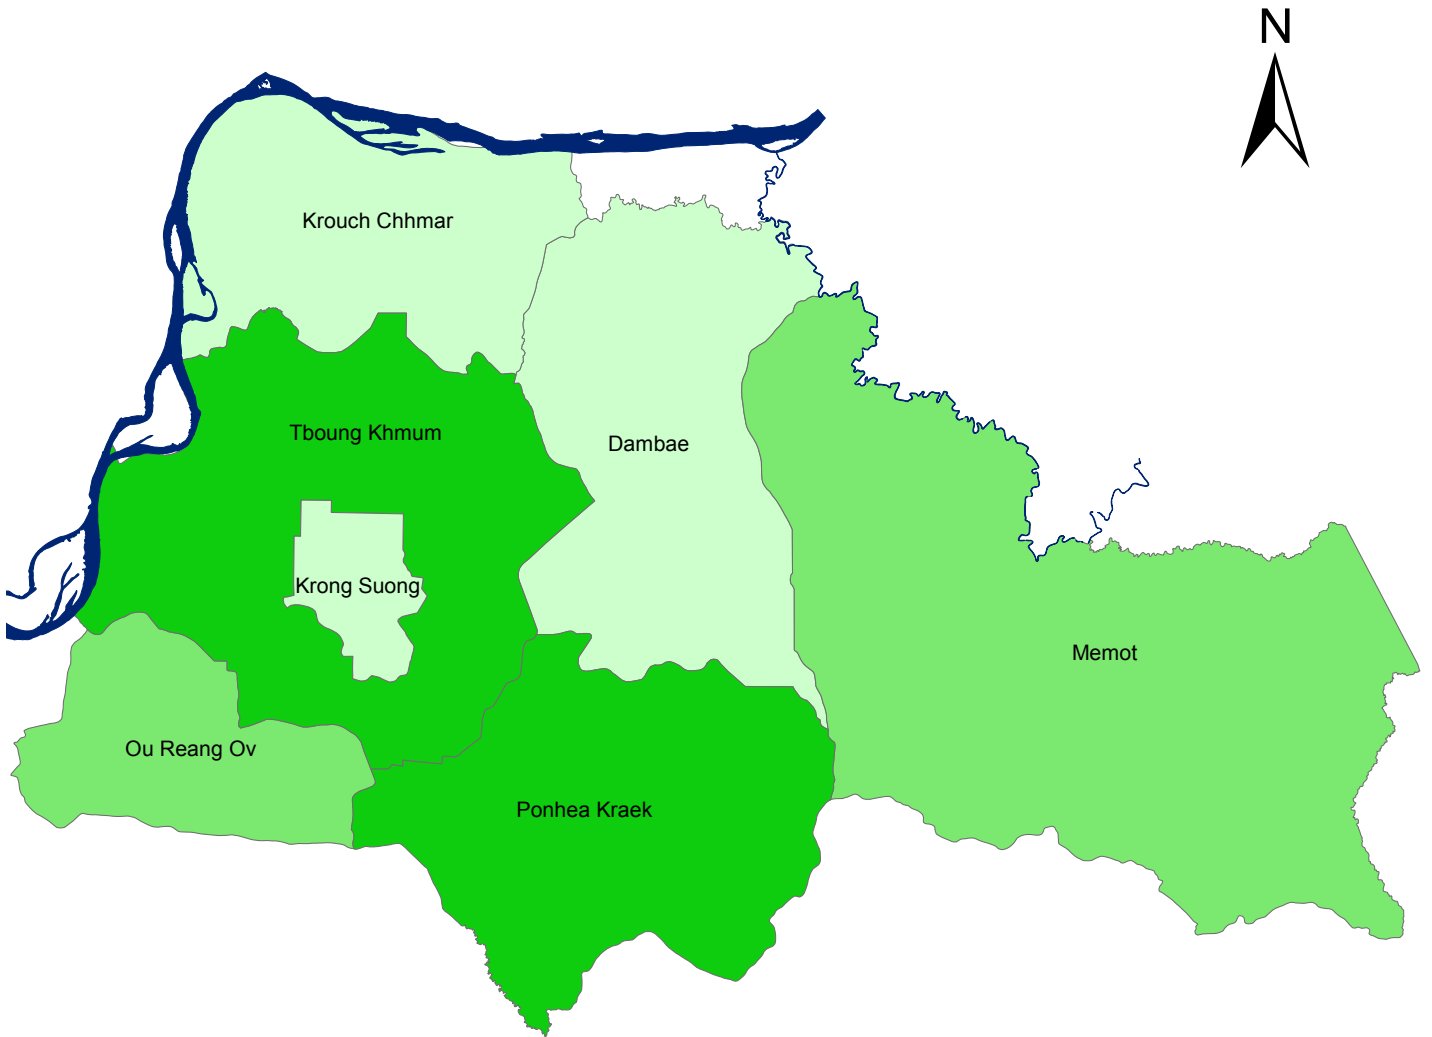 N
Krouch Chhmar
Tboung Khmum
Dambae
Krong Suong
Memot
Ou Reang Ov
Ponhea Kraek